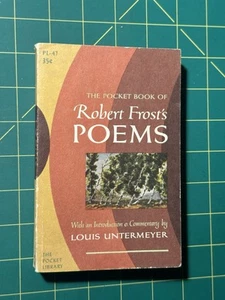 PL-47
35¢
THE POCKET BOOK OF
Robert Frost's
POEMS
With an Introduction & Commentary by
LOUIS UNTERMEYER
THE
POCKET
LIBRARY